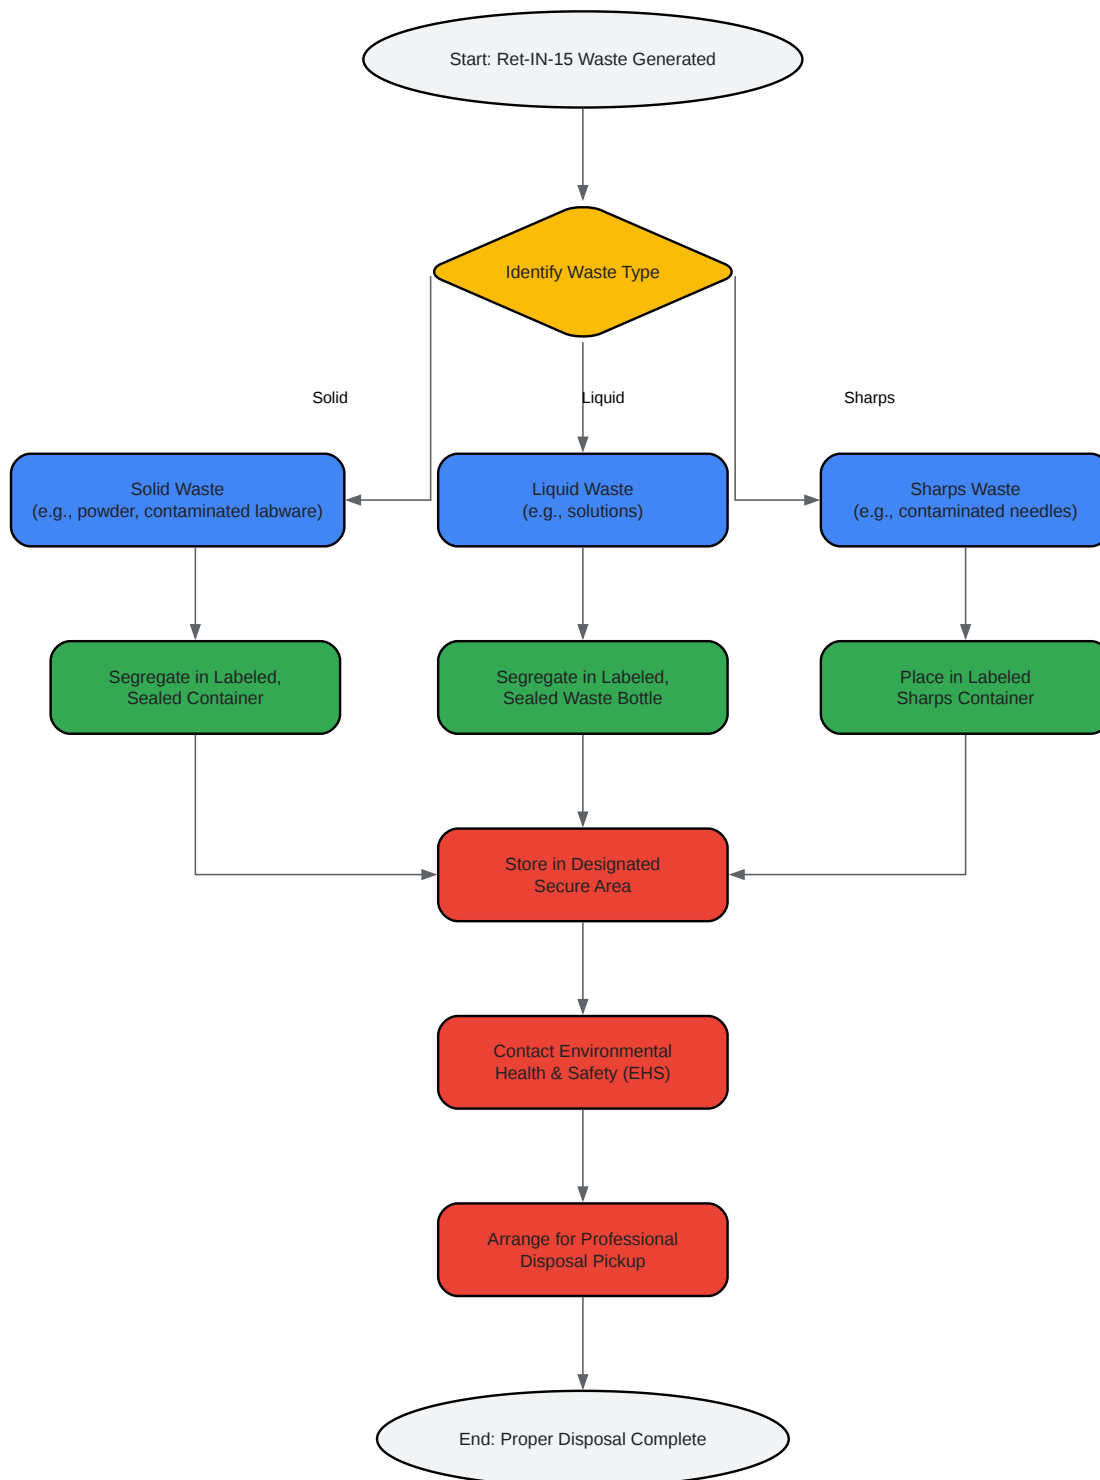 Start: Ret-IN-15 Waste Generated
Identify Waste Type
Solid
Liquid
Sharps
Solid Waste
(e.g., powder, contaminated labware)
Liquid Waste
(e.g., solutions)
Sharps Waste
(e.g., contaminated needles)
Segregate in Labeled,
Sealed Container
Segregate in Labeled,
Sealed Waste Bottle
Place in Labeled
Sharps Container
Store in Designated
Secure Area
Contact Environmental
Health & Safety (EHS)
Arrange for Professional
Disposal Pickup
End: Proper Disposal Complete